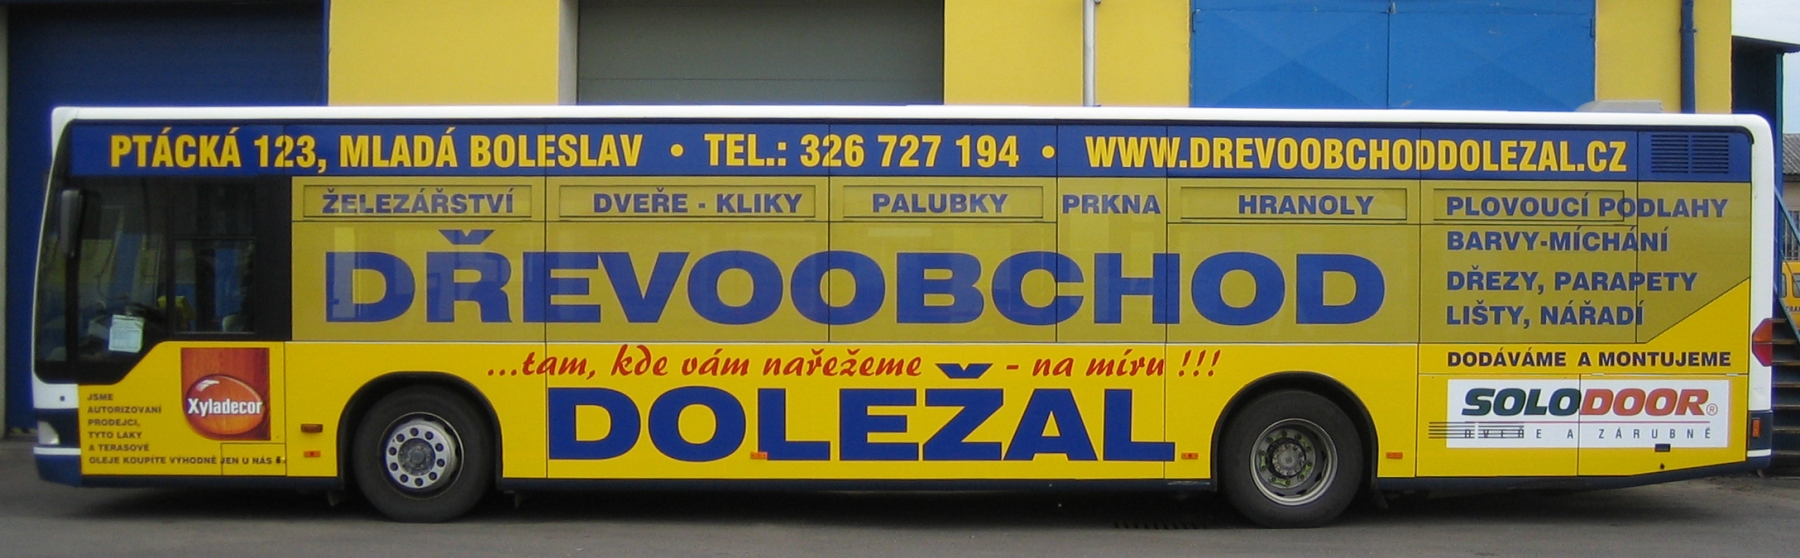 PTÁCKÁ 123, MLADÁ BOLESLAV • TEL.: 326 727 194 • WWW.DREVOOBCHODDOLEZAL.CZ
ŽELEZÁŘSTVÍ DVEŘE - KLIKY PALUBKY PRKNA HRANOLY PLOVOUCÍ PODLAHY
BARVY-MÍCHÁNÍ
DŘEZY, PARAPETY
LIŠTY, NÁŘADÍ
DŘEVOOBCHOD
...tam, kde vám nařežeme - na míru !!!
DOLEŽAL
DODÁVÁME A MONTUJEME
SOLODOOR®
DVEŘE A ZÁRUBNĚ
Xyladecor
JSME
AUTORIZOVANÍ
PRODEJCI,
TYTO LAKY
A TERASOVÉ
OLEJE KOUPÍTE VÝHODNĚ JEN U NÁS !